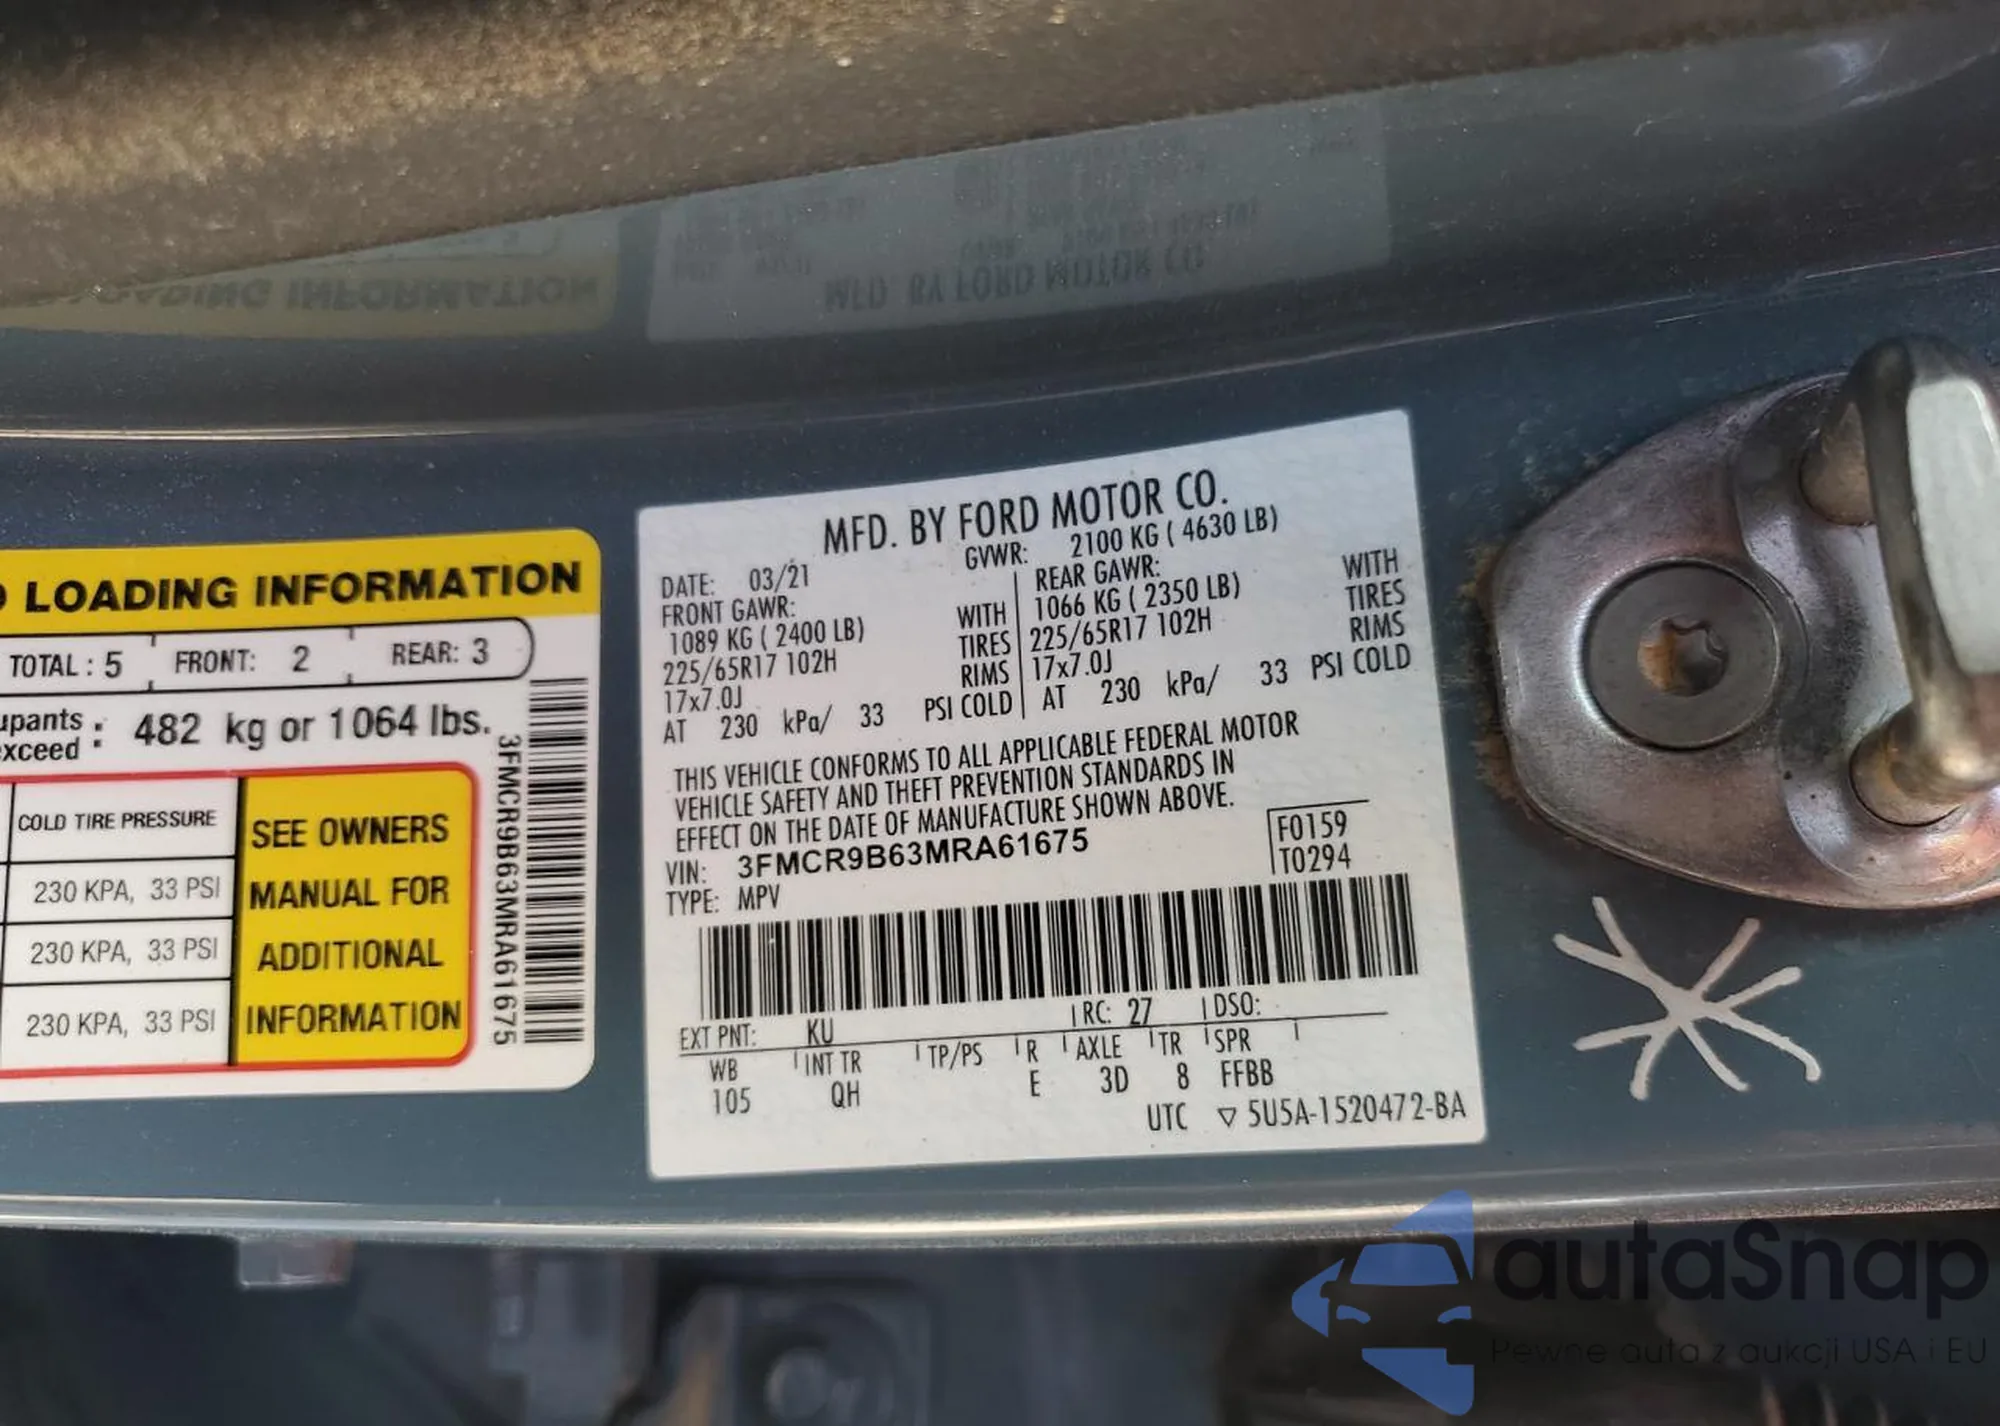 LOADING INFORMATION
TOTAL : 5 FRONT: 2 REAR: 3
upants :
exceed : 482 kg or 1064 lbs.
COLD TIRE PRESSURE
230 KPA, 33 PSI
230 KPA, 33 PSI
230 KPA, 33 PSI
SEE OWNERS
MANUAL FOR
ADDITIONAL
INFORMATION
3FMCR9B63MRA61675
MFD. BY FORD MOTOR CO.
DATE: 03/21 GVWR: 2100 KG ( 4630 LB)
FRONT GAWR:
1089 KG ( 2400 LB) WITH
225/65R17 102H TIRES
17x7.0J RIMS
AT 230 kPa/ 33 PSI COLD
REAR GAWR: WITH
1066 KG ( 2350 LB) TIRES
225/65R17 102H RIMS
17x7.0J
AT 230 kPa/ 33 PSI COLD
THIS VEHICLE CONFORMS TO ALL APPLICABLE FEDERAL MOTOR
VEHICLE SAFETY AND THEFT PREVENTION STANDARDS IN
EFFECT ON THE DATE OF MANUFACTURE SHOWN ABOVE.
VIN: 3FMCR9B63MRA61675
TYPE: MPV
F0159
T0294
EXT PNT: KU RC: 27 DSO:
WB INT TR TP/PS R AXLE TR SPR
105 QH E 3D 8 FFBB
UTC ▽ 5U5A-1520472-BA
autaSnap
Pewne auta z aukcji USA i EU